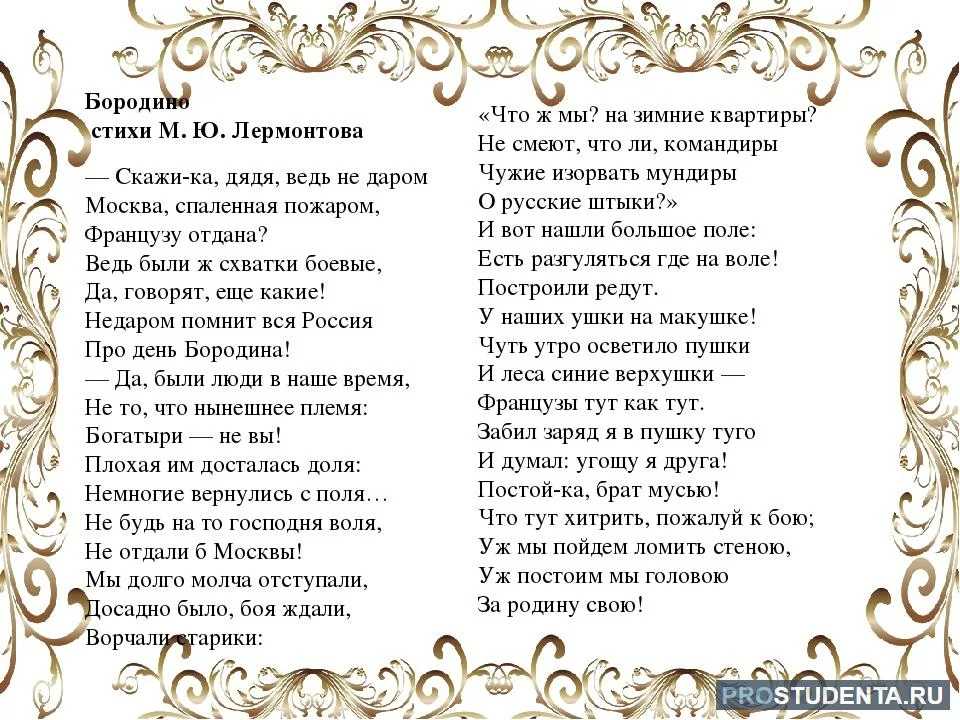 Бородино
стихи М. Ю. Лермонтова
— Скажи-ка, дядя, ведь не даром
Москва, спаленная пожаром,
Французу отдана?
Ведь были ж схватки боевые,
Да, говорят, еще какие!
Недаром помнит вся Россия
Про день Бородина!
— Да, были люди в наше время,
Не то, что нынешнее племя:
Богатыри — не вы!
Плохая им досталась доля:
Немногие вернулись с поля…
Не будь на то господня воля,
Не отдали б Москвы!
Мы долго молча отступали,
Досадно было, боя ждали,
Ворчали старики:
«Что ж мы? на зимние квартиры?
Не смеют, что ли, командиры
Чужие изорвать мундиры
О русские штыки?»
И вот нашли большое поле:
Есть разгуляться где на воле!
Построили редут.
У наших ушки на макушке!
Чуть утро осветило пушки
И леса синие верхушки —
Французы тут как тут.
Забил заряд я в пушку туго
И думал: угощу я друга!
Постой-ка, брат мусью!
Что тут хитрить, пожалуй к бою;
Уж мы пойдем ломить стеною,
Уж постоим мы головою
За родину свою!
PROSTUDENTA.RU